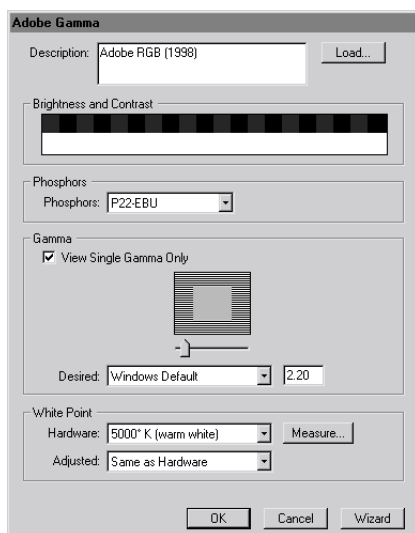 Adobe Gamma
Description: Adobe RGB (1998) Load...
Brightness and Contrast
Phosphors
Phosphors: P22-EBU
Gamma
View Single Gamma Only
Desired: Windows Default 2.20
White Point
Hardware: 5000° K (warm white) Measure...
Adjusted: Same as Hardware
OK Cancel Wizard